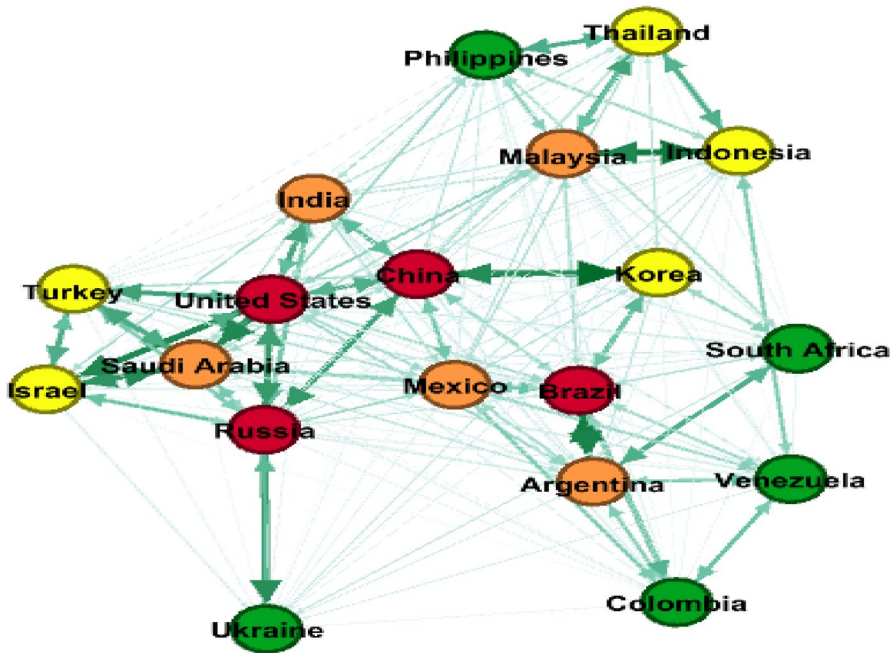 Thailand
Philippines
Malaysia
Indonesia
India
China
Korea
Turkey
United States
South Africa
Saudi Arabia
Israel
Mexico
Brazil
Russia
Argentina
Venezuela
Colombia
Ukraine